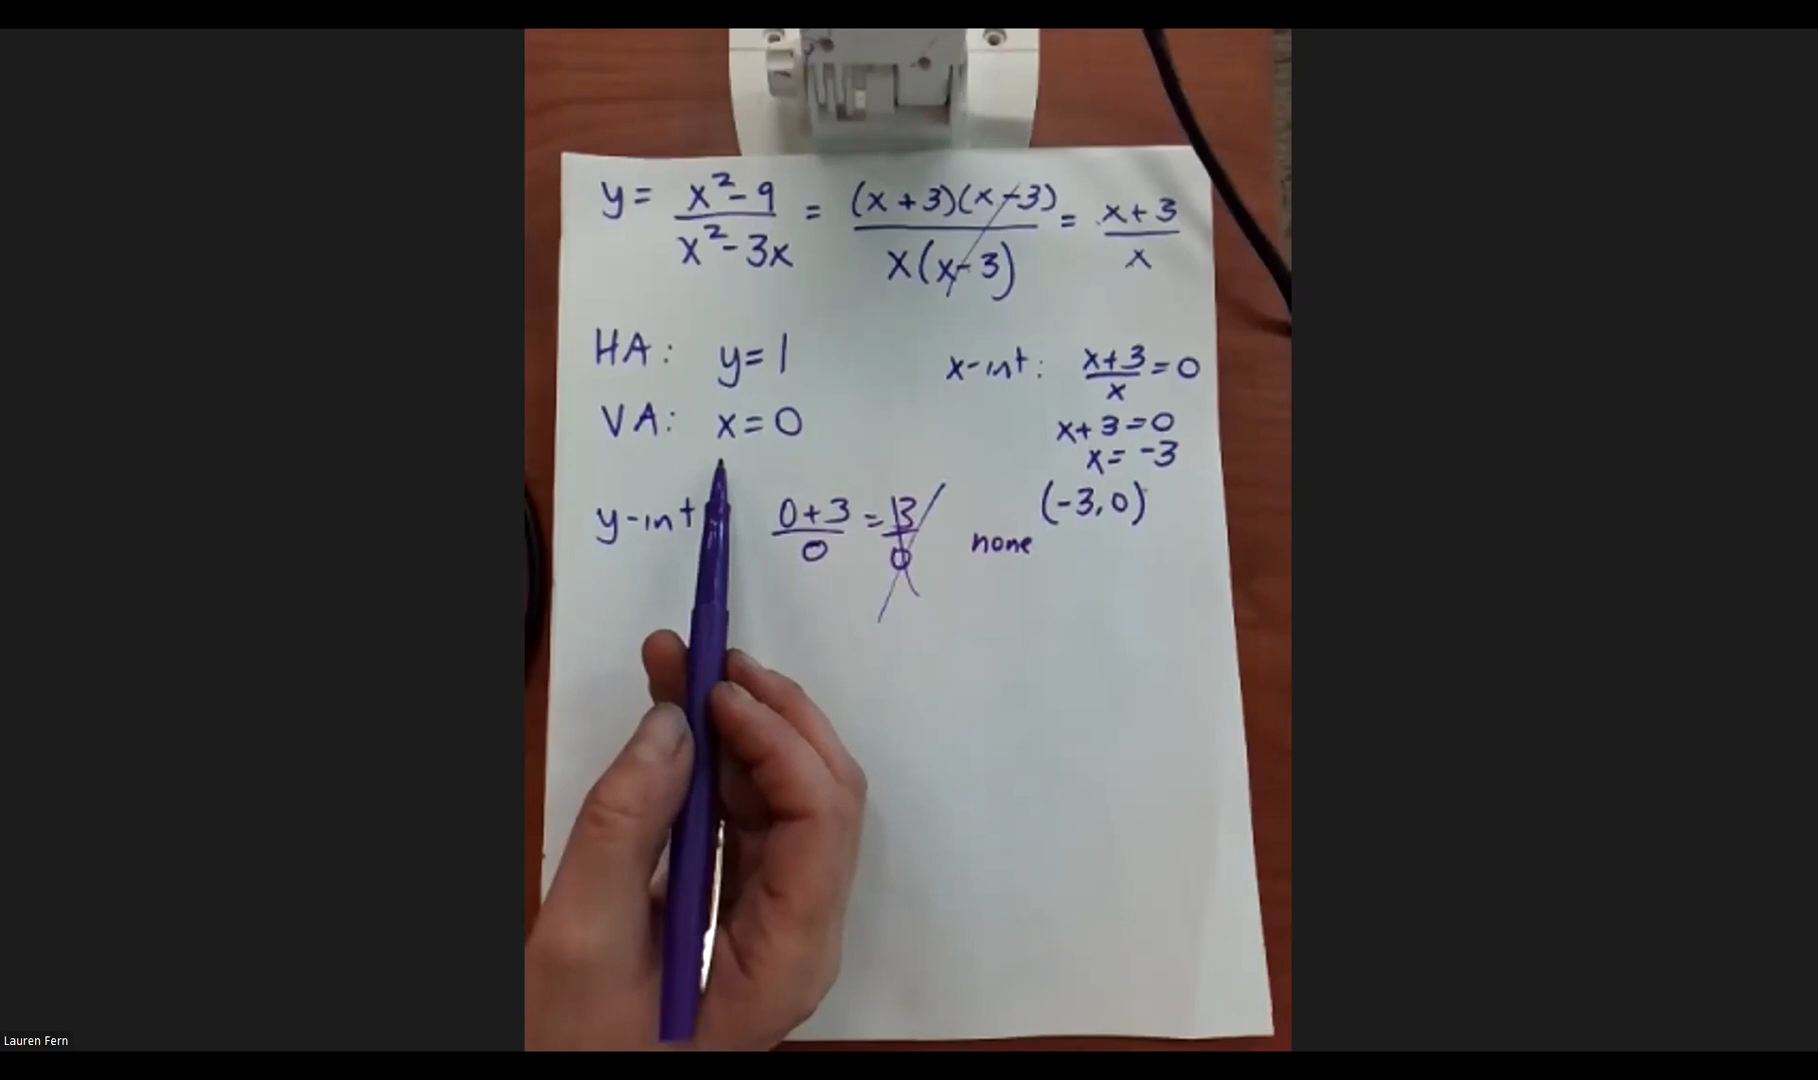 y = x²-9 / x²-3x = (x+3)(x-3) / x(x-3) = x+3 / x
HA: y=1
VA: x=0
y-int 0+3 / 0 = 3 / 0 none
x-int: x+3 / x = 0
x+3=0
x=-3
(-3,0)
Lauren Fern